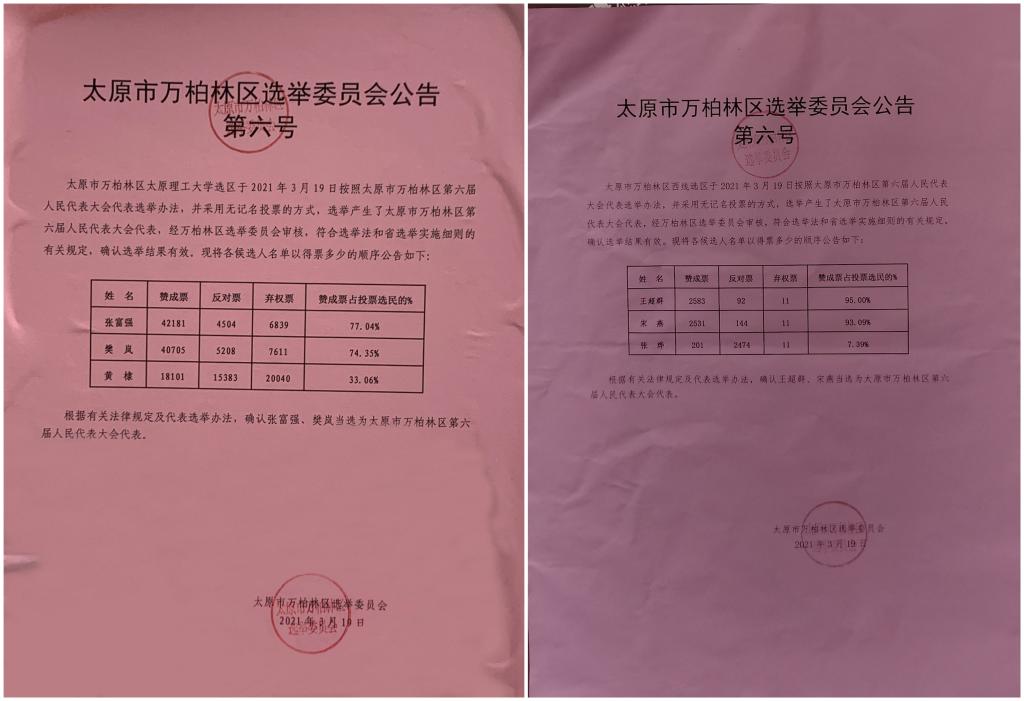 太原市万柏林区选举委员会公告
第六号
太原市万柏林区太原理工大学选区于2021年3月19日按照太原市万柏林区第六届
人民代表大会代表选举办法，并采用无记名投票的方式，选举产生了太原市万柏林区第
六届人民代表大会代表，经万柏林区选举委员会审核，符合选举法和省选举实施细则的
有关规定，确认选举结果有效。现将各候选人名单以得票多少的顺序公告如下：
姓 名 赞成票 反对票 弃权票 赞成票占投票选民的%
张富强 42181 4504 6839 77.04%
樊 岚 40705 5208 7611 74.35%
黄 棣 18101 15383 20040 33.06%
根据有关法律规定及代表选举办法，确认张富强、樊岚当选为太原市万柏林区第六
届人民代表大会代表。
太原市万柏林区选举委员会
2021年3月19日
太原市万柏林区选举委员会公告
第六号
太原市万柏林区西线选区于2021年3月19日按照太原市万柏林区第六届人民代表
大会代表选举办法，并采用无记名投票的方式，选举产生了太原市万柏林区第六届人民
代表大会代表，经万柏林区选举委员会审核，符合选举法和省选举实施细则的有关规定，
确认选举结果有效。现将各候选人名单以得票多少的顺序公告如下：
姓 名 赞成票 反对票 弃权票 赞成票占投票选民的%
王超群 2583 92 11 95.00%
宋 燕 2531 144 11 93.09%
张 烨 201 2474 11 7.39%
根据有关法律规定及代表选举办法，确认王超群、宋燕当选为太原市万柏林区第六
届人民代表大会代表。
太原市万柏林区选举委员会
2021年3月19日